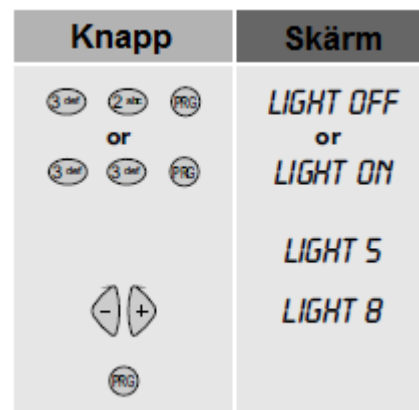 Knapp Skärm
3 def 2 abc PRG LIGHT OFF
or or
3 def 3 def PRG LIGHT ON
LIGHT 5
- + LIGHT 8
PRG